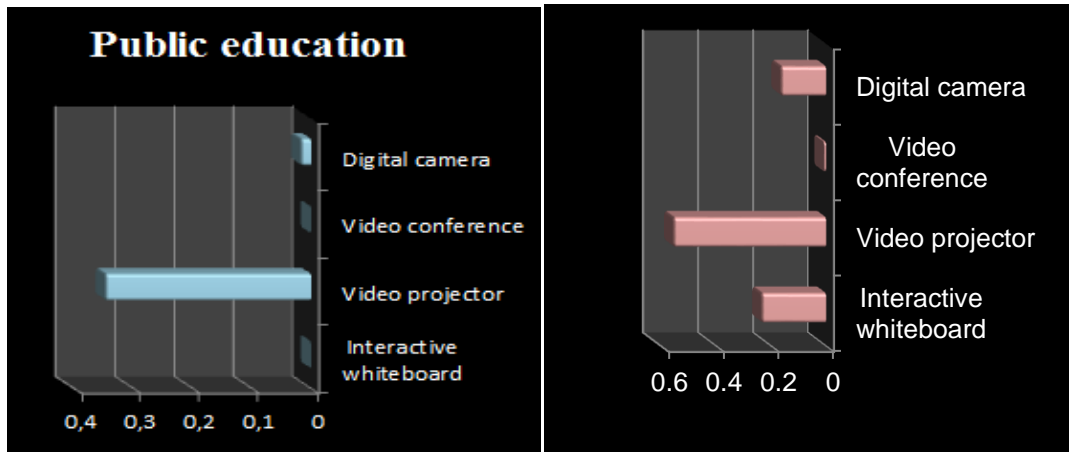 Public education
Digital camera
Video conference
Video projector
Interactive
whiteboard
0,4 0,3 0,2 0,1 0
Digital camera
Video
conference
Video projector
Interactive
whiteboard
0.6 0.4 0.2 0